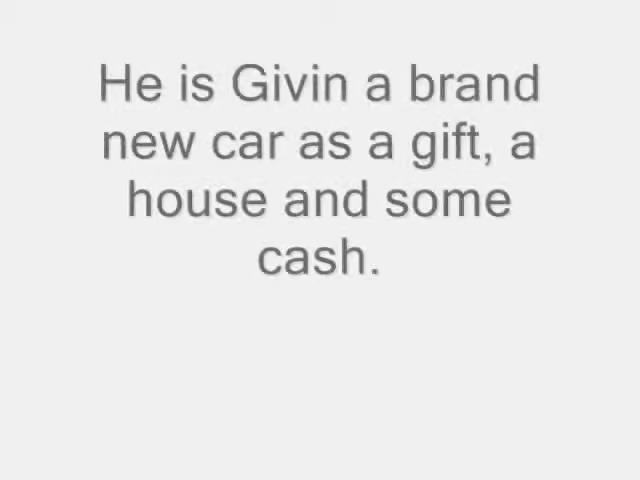 He is Givin a brand
new car as a gift, a
house and some
cash.